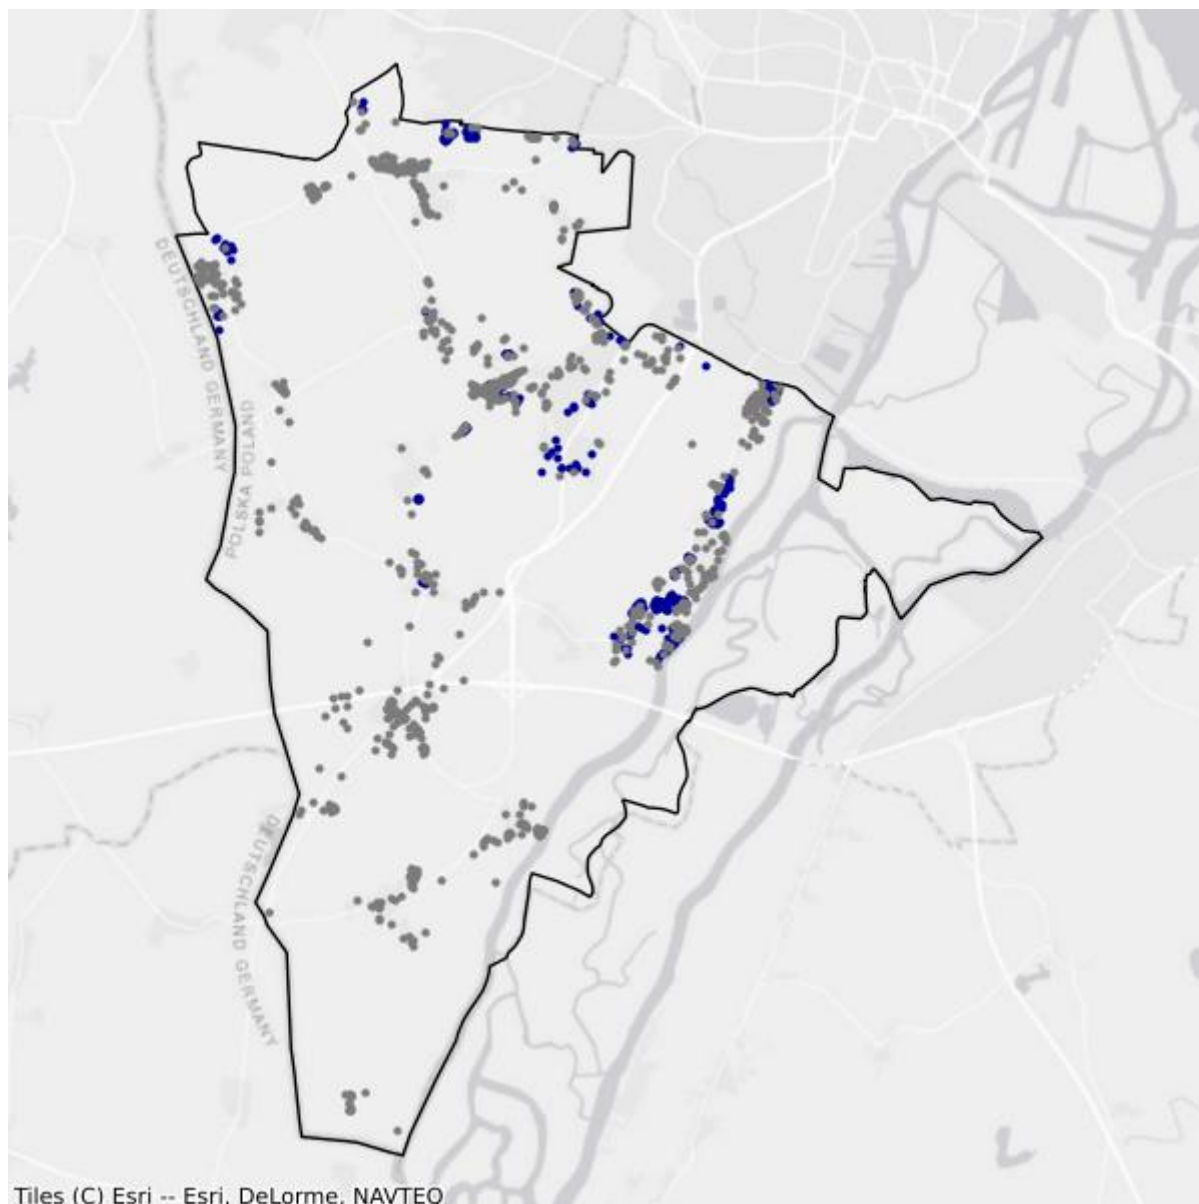 DEUTSCHLAND GERMANY
POLSKA POLAND
DEUTSCHLAND GERMANY
Tiles (C) Esri -- Esri, DeLorme, NAVTEQ